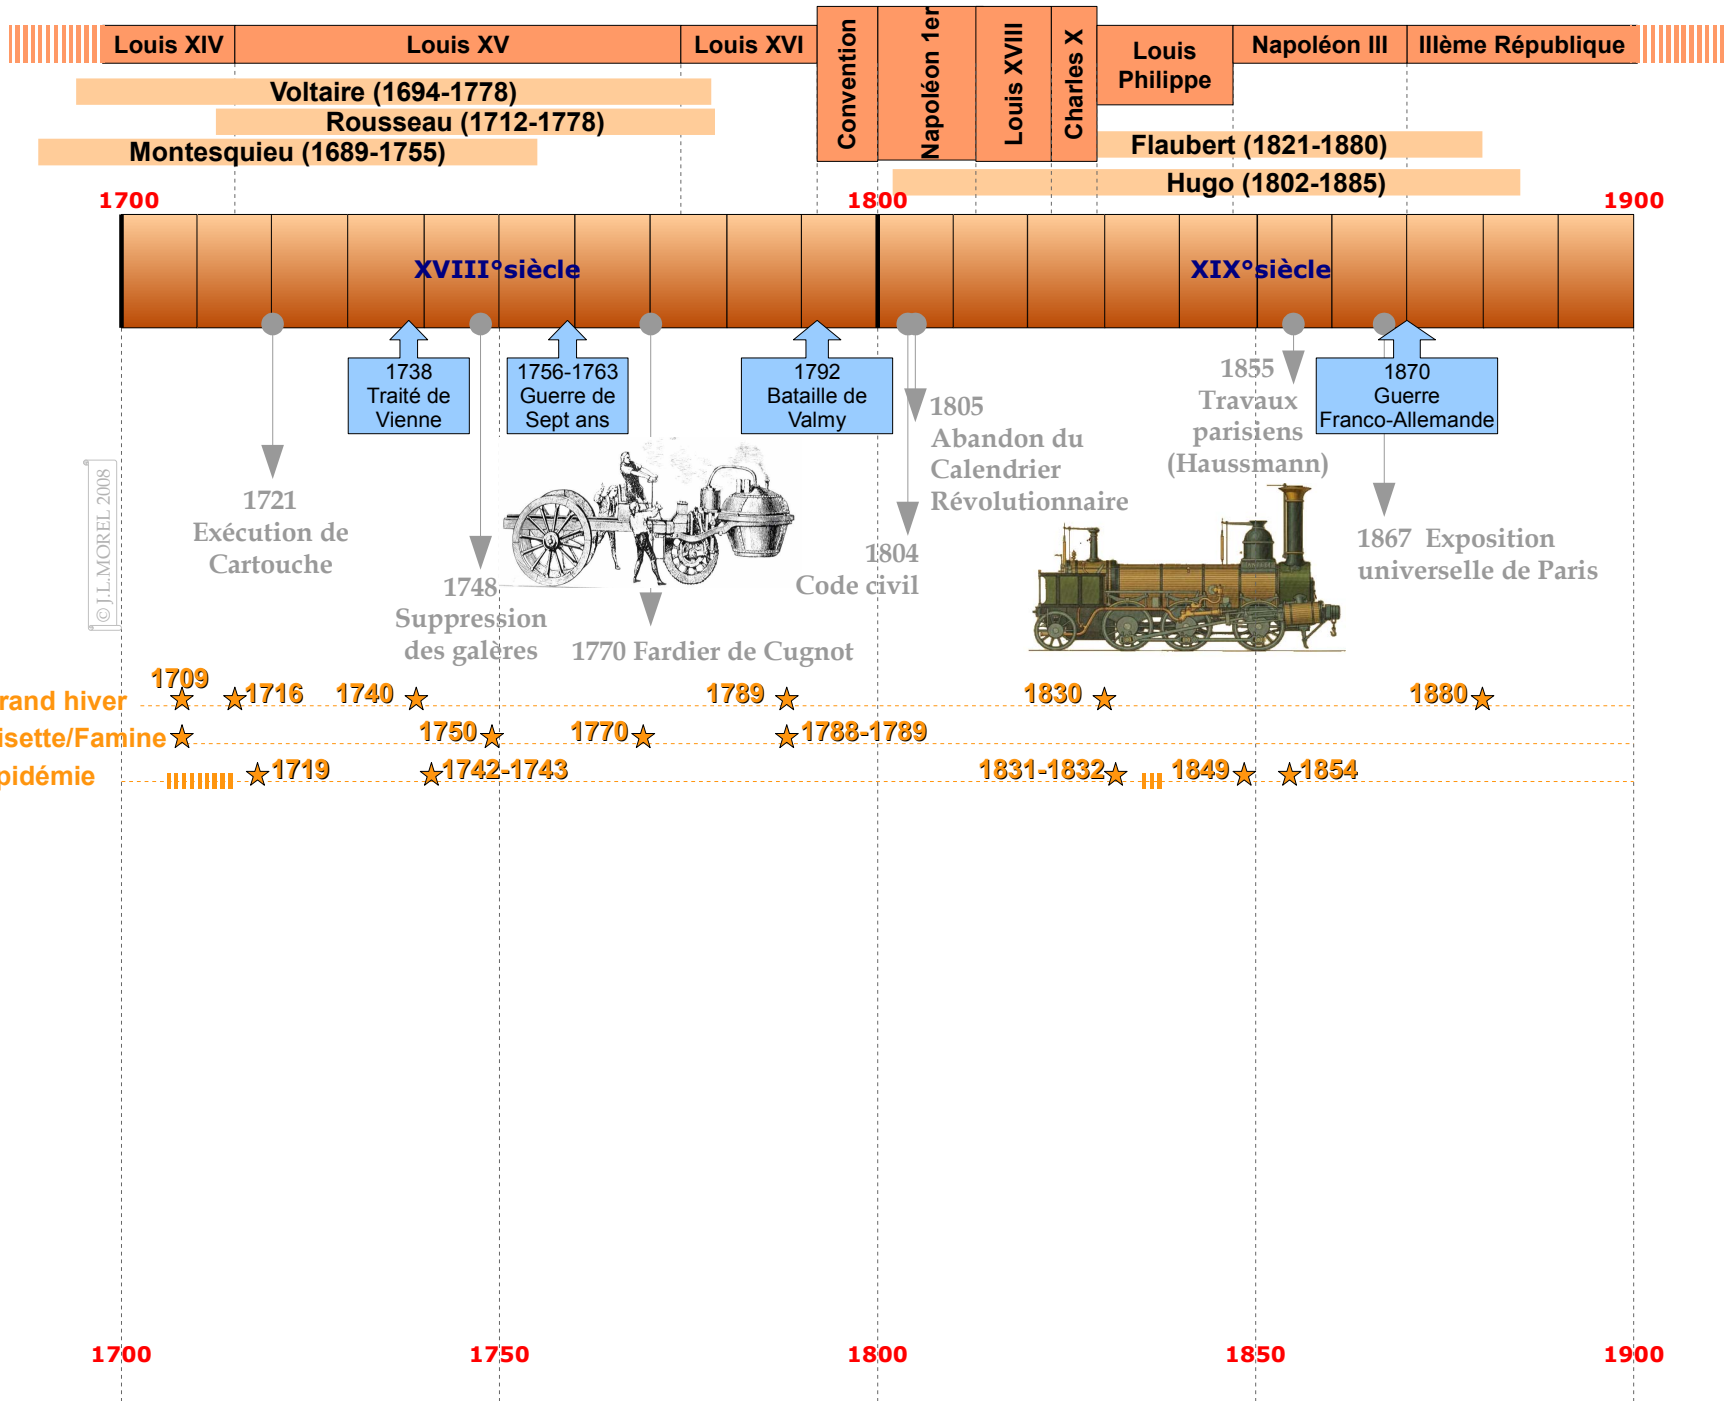 Louis XIV
Louis XV
Louis XVI
Convention
Napoléon 1er
Louis XVIII
Charles X
Louis
Philippe
Napoléon III
IIIème République
Voltaire (1694-1778)
Rousseau (1712-1778)
Montesquieu (1689-1755)
Flaubert (1821-1880)
Hugo (1802-1885)
1700
1800
1900
XVIII°siècle
XIX°siècle
1738
Traité de
Vienne
1756-1763
Guerre de
Sept ans
1792
Bataille de
Valmy
1870
Guerre
Franco-Allemande
1721
Exécution de
Cartouche
1748
Suppression
des galères
1770 Fardier de Cugnot
1804
Code civil
1805
Abandon du
Calendrier
Révolutionnaire
1855
Travaux
parisiens
(Haussmann)
1867 Exposition
universelle de Paris
© J.L.MOREL 2008
rand hiver
1709
1716
1740
1789
1830
1880
isette/Famine
1750
1770
1788-1789
pidémie
1719
1742-1743
1831-1832
1849
1854
1700
1750
1800
1850
1900